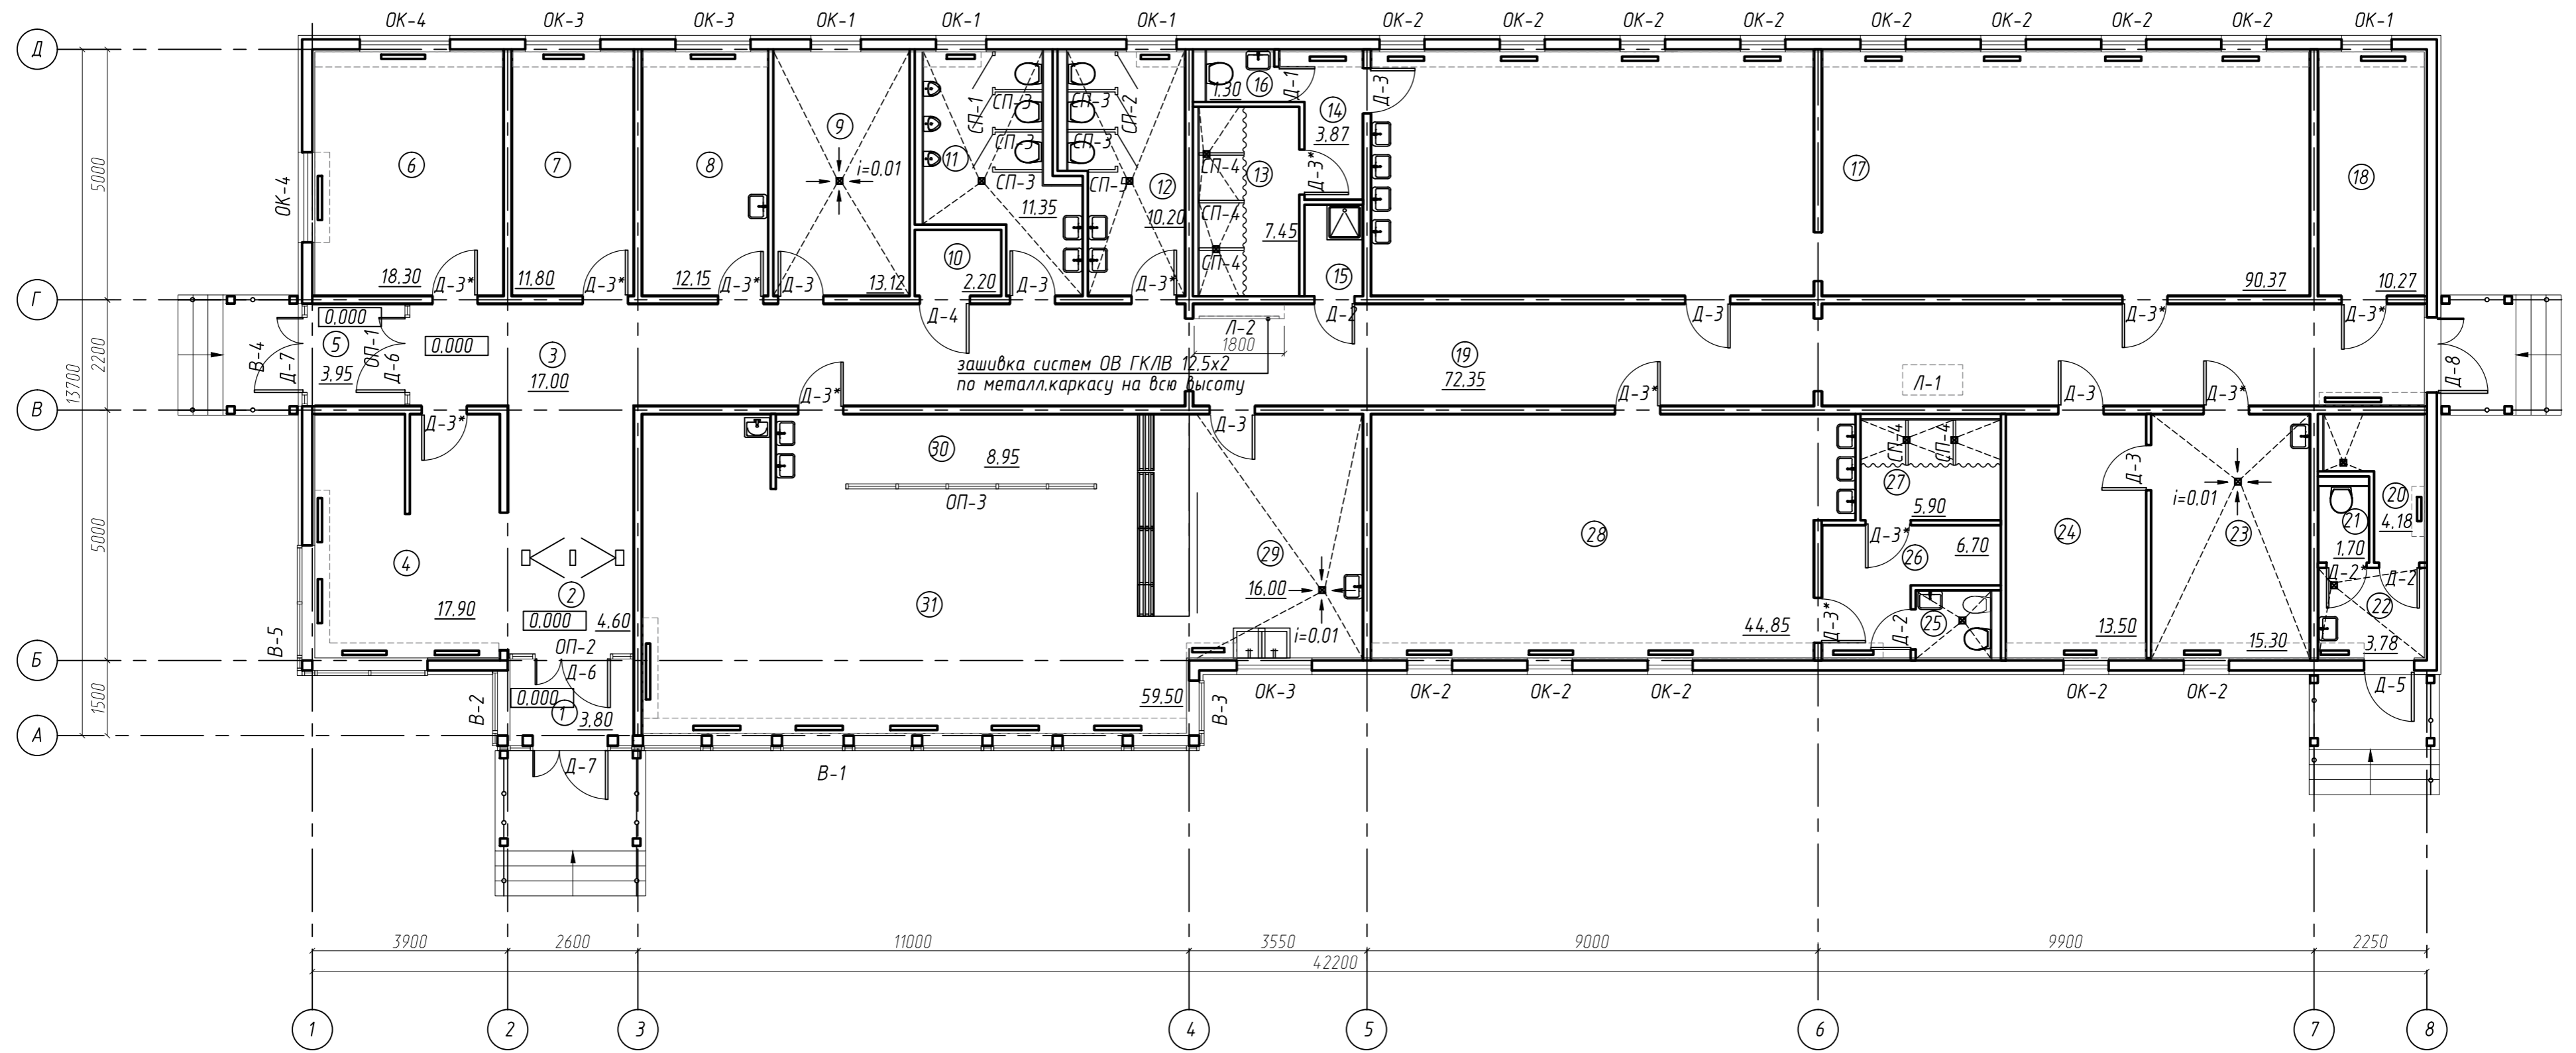 ОК-4 ОК-3 ОК-3 ОК-1 ОК-1 ОК-1 ОК-2 ОК-2 ОК-2 ОК-2 ОК-2 ОК-2 ОК-2 ОК-2 ОК-1
Д
16 Д-1 Д-3
1.30
СП-1 СП-3 СП-3 СП-2
14
3.87
9
СП-3 СП-3
5000
ОК-4
6 7 8 i=0.01 11 СП-4 13 Д-3* 17 18
СП-3 12
11.35 10.20 СП-4 7.45
10 СП-4 15
18.30 Д-3* 11.80 Д-3* 12.15 Д-3* Д-3 13.12 2.20 Д-3 Д-3* 90.37 10.27
Г
0.000 Д-4 Л-2 Д-2 Д-3 Д-3* Д-3*
В-4 Д-7 5 ОП-1 Д-6 0.000 3 1800 19
13700
2200
3.95 17.00 72.35 Л-1 Д-8
зашивка систем ОВ ГКЛВ 12.5х2
по металл.каркасу на всю высоту
Д-3* Д-3* Д-3 Д-3*
В
Д-3* Д-3
30 8.95 СП-4 СП-4
Д-3
ОП-3 27 i=0.01 20
5.90 21 4.18
5000
4 29 28 Д-3* 24 23
26 6.70 1.70
2 16.00 Д-2* Д-2
17.90 31 22
0.000 4.60 Д-3* 25
i=0.01 44.85 Д-2 13.50 15.30 3.78
В-5
ОП-2
Б
Д-6
0.000 ОК-3 ОК-2 ОК-2 ОК-2 ОК-2 ОК-2 Д-5
1500
В-2 1 3.80 59.50 В-3
А
Д-7 В-1
3900 2600 11000 3550 9000 9900 2250
42200
1 2 3 4 5 6 7 8